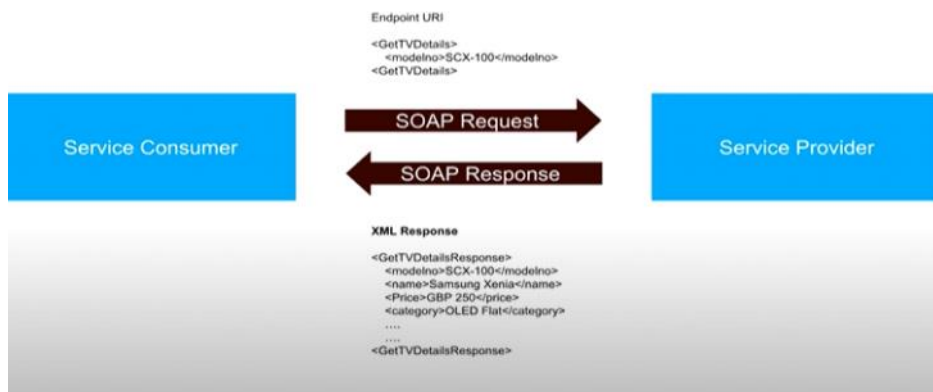 Endpoint URI
<GetTVDetails>
<modelno>SCX-100</modelno>
<GetTVDetails>
Service Consumer
SOAP Request
SOAP Response
Service Provider
XML Response
<GetTVDetailsResponse>
<modelno>SCX-100</modelno>
<name>Samsung Xenia</name>
<Price>GBP 250</price>
<category>OLED Flat</category>
....
....
<GetTVDetailsResponse>